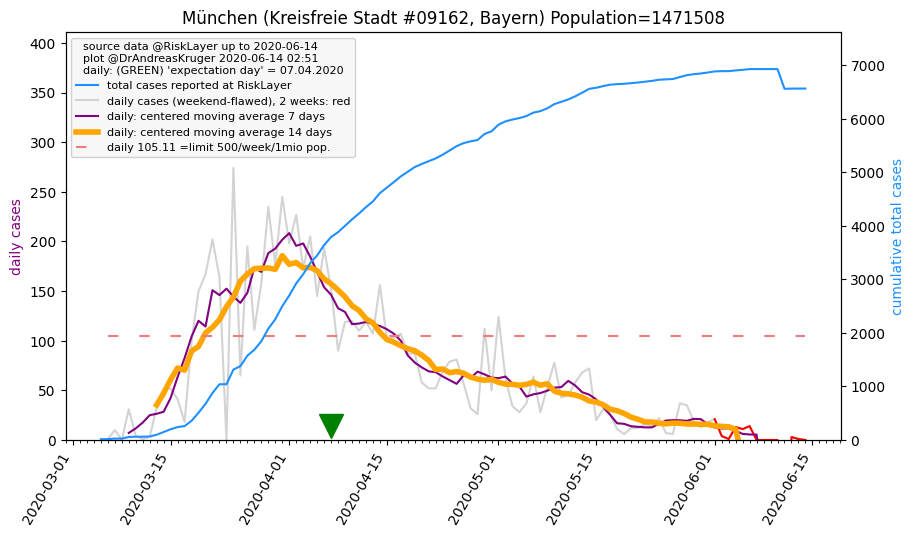 München (Kreisfreie Stadt #09162, Bayern) Population=1471508
source data @RiskLayer up to 2020-06-14
plot @DrAndreasKruger 2020-06-14 02:51
daily: (GREEN) 'expectation day' = 07.04.2020
total cases reported at RiskLayer
daily cases (weekend-flawed), 2 weeks: red
daily: centered moving average 7 days
daily: centered moving average 14 days
daily 105.11 =limit 500/week/1mio pop.
daily cases
400
350
300
250
200
150
100
50
0
cumulative total cases
7000
6000
5000
4000
3000
2000
1000
0
2020-03-01
2020-03-15
2020-04-01
2020-04-15
2020-05-01
2020-05-15
2020-06-01
2020-06-15